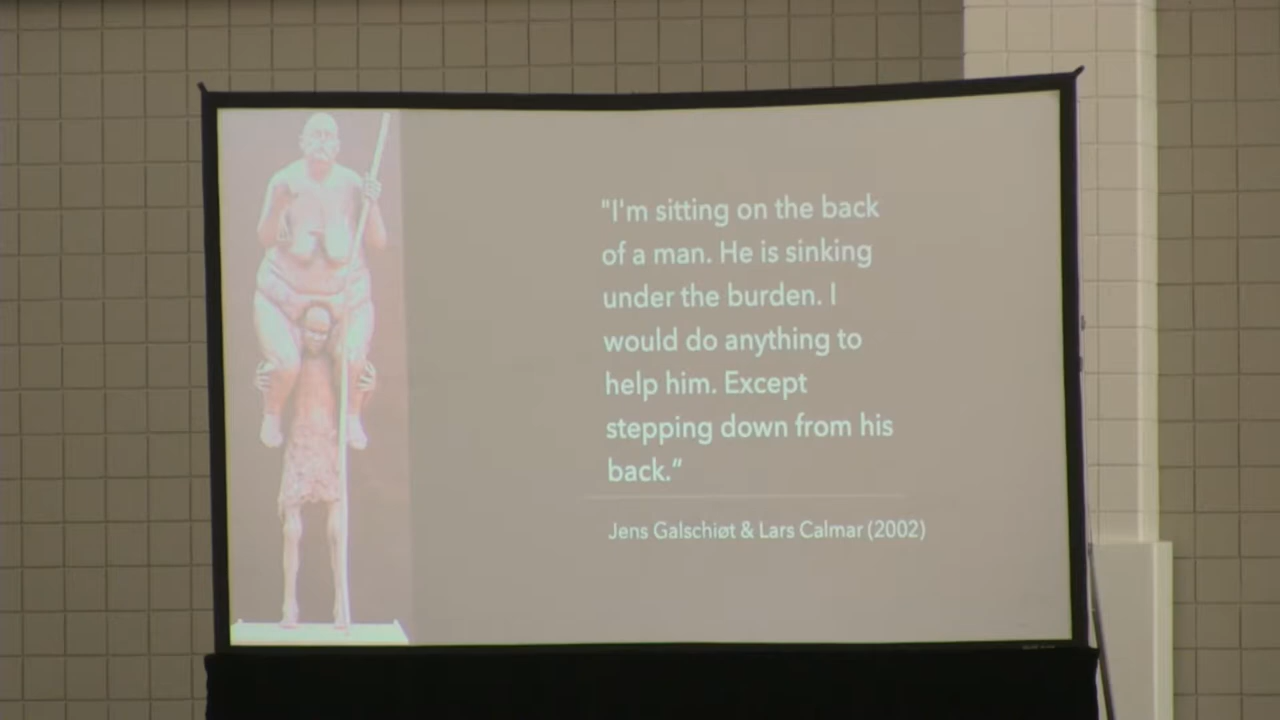 "I'm sitting on the back
of a man. He is sinking
under the burden. I
would do anything to
help him. Except
stepping down from his
back.“
Jens Galschiøt & Lars Calmar (2002)